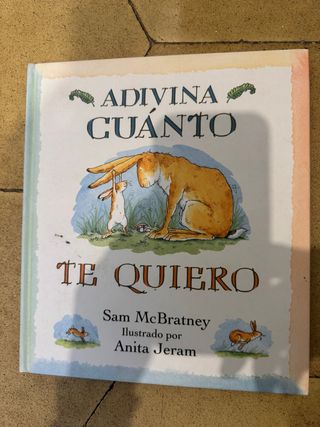 ADIVINA
CUÁNTO
TE QUIERO
Sam McBratney
Ilustrado por
Anita Jeram